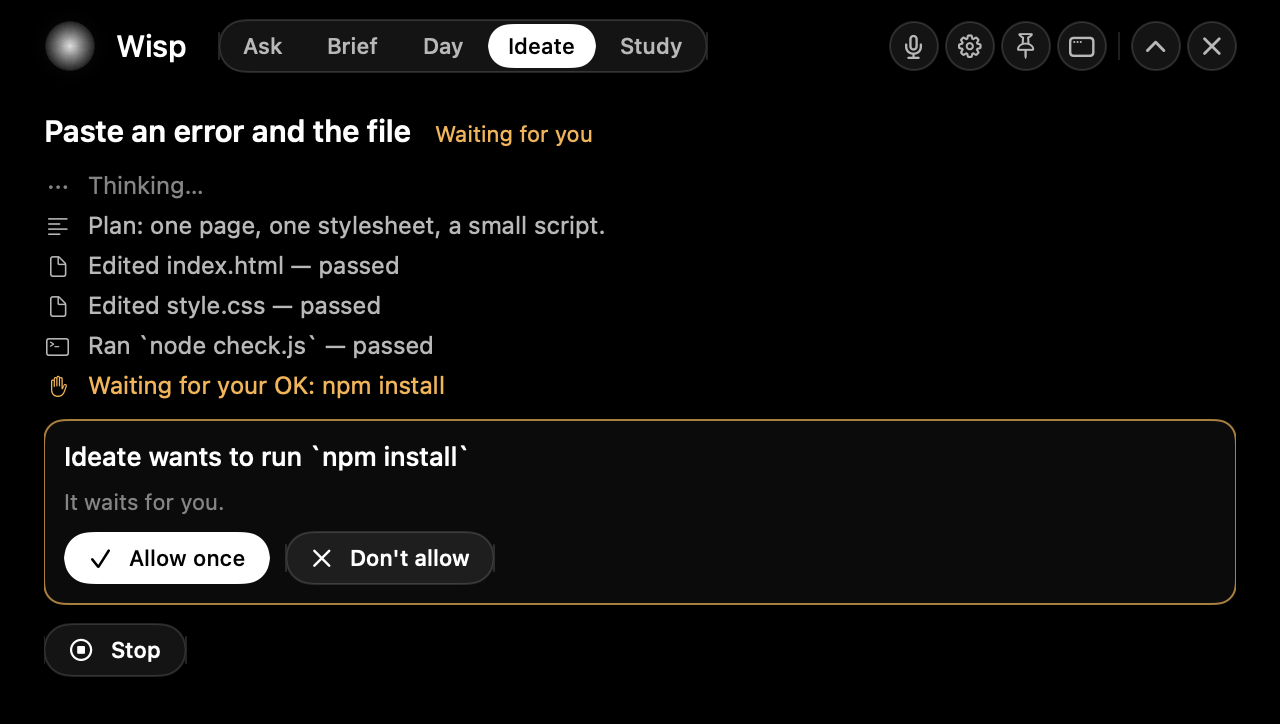 Wisp Ask Brief Day Ideate Study
Paste an error and the file Waiting for you
Thinking...
Plan: one page, one stylesheet, a small script.
Edited index.html — passed
Edited style.css — passed
Ran `node check.js` — passed
Waiting for your OK: npm install
Ideate wants to run `npm install`
It waits for you.
Allow once Don't allow
Stop